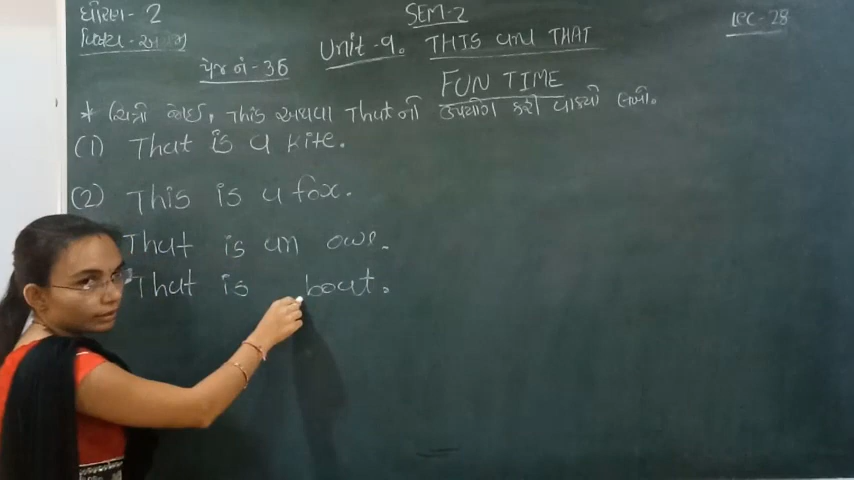 ધોરણ - 2
SEM-2
lec - 28
વિષય - અંગ્રેજી
Unit -9. THIS અને THAT
પેજ નં - 36
FUN TIME
* ચિત્રો જોઈ, This અથવા That નો ઉપયોગ કરી વાક્યો લખો.
(1) That is a kite.
(2) This is a fox.
That is an owl.
That is boat.